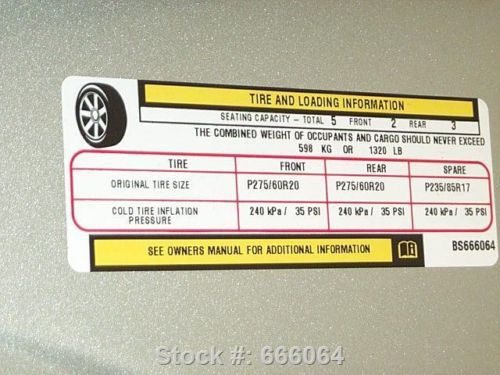 TIRE AND LOADING INFORMATION
SEATING CAPACITY - TOTAL 5 FRONT 2 REAR 3
THE COMBINED WEIGHT OF OCCUPANTS AND CARGO SHOULD NEVER EXCEED
598 KG OR 1320 LB
TIRE FRONT REAR SPARE
ORIGINAL TIRE SIZE P275/60R20 P275/60R20 P235/85R17
COLD TIRE INFLATION PRESSURE 240 kPa / 35 PSI 240 kPa / 35 PSI 240 kPa / 35 PSI
SEE OWNERS MANUAL FOR ADDITIONAL INFORMATION
BS666064
Stock #: 666064